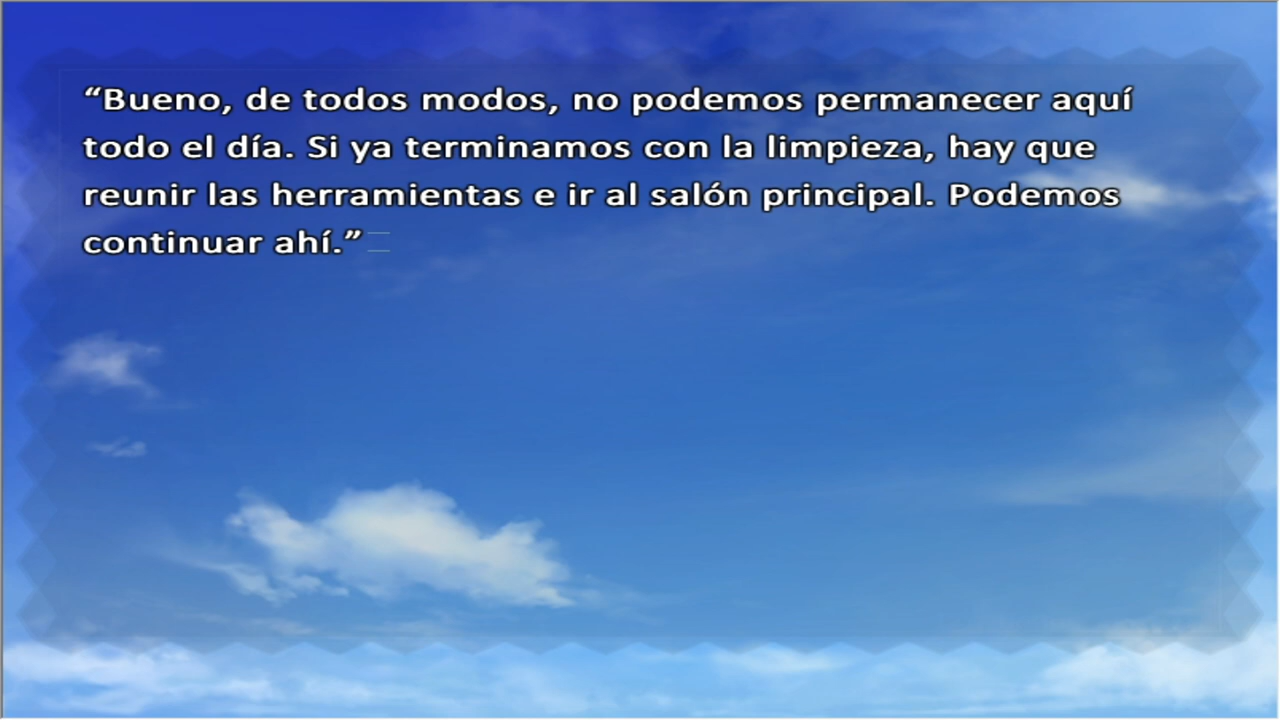 “Bueno, de todos modos, no podemos permanecer aquí
todo el día. Si ya terminamos con la limpieza, hay que
reunir las herramientas e ir al salón principal. Podemos
continuar ahí.”